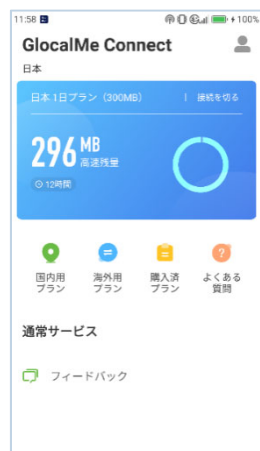 11:58
100%
GlocalMe Connect
日本
日本 1日プラン（300MB） | 接続を切る
296 MB
高速残量
12時間
国内用
プラン
海外用
プラン
購入済
プラン
よくある
質問
通常サービス
フィードバック